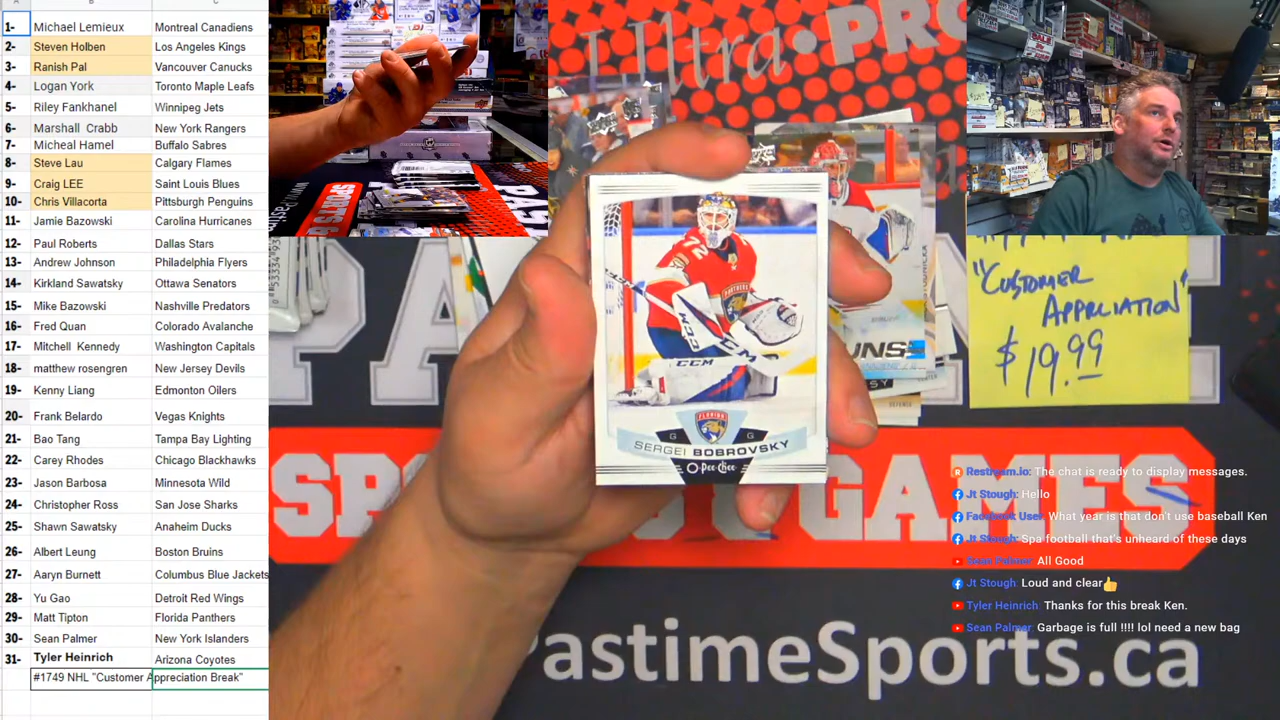 1- Michael Lemieux Montreal Canadiens
2- Steven Holber Los Angeles Kings
3- Ranish Dass Vancouver Canucks
4- Logan York Toronto Maple Leafs
5- Riley Fankhanel Winnipeg Jets
6- Marshall Crabb New York Rangers
7- Micheal Hamel Buffalo Sabres
8- Steve Lau Calgary Flames
9- Craig LEE Saint Louis Blues
10- Chris Villacorta Pittsburgh Penguins
11- Jamie Bazowski Carolina Hurricanes
12- Paul Roberts Dallas Stars
13- Andrew Johnson Philadelphia Flyers
14- Kirkland Sawatsky Ottawa Senators
15- Mike Bazowski Nashville Predators
16- Fred Quan Colorado Avalanche
17- Mitchell Kennedy Washington Capitals
18- matthew rosengren New Jersey Devils
19- Kenny Liang Edmonton Oilers
20- Frank Belardo Vegas Knights
21- Bao Tang Tampa Bay Lighting
22- Casey Rhodes Chicago Blackhawks
23- Jason Barbosa Minnesota Wild
24- Christopher Ross San Jose Sharks
25- Shawn Sawatsky Anaheim Ducks
26- Albert Leung Boston Bruins
27- Aaryn Burnett Columbus Blue Jackets
28- Yu Gao Detroit Red Wings
29- Matt Tipton Florida Panthers
30- Sean Palmer New York Islanders
31- Tyler Heinrich Arizona Coyotes
#1749 NHL "Customer Appreciation Break"
Ultra PRO
72
CCM
CCM
FLORIDA
G G
SERGEI BOBROVSKY
O-Pee-Chee
UNS
DEFENSE
"CUSTOMER
APPRECIATION"
$19.99
SPORTS GAMES
PastimeSports.ca
Restream.io: The chat is ready to display messages.
Jt Stough: Hello
Facebook User: What year is that don't use baseball Ken
Jt Stough: Spa football that's unheard of these days
Sean Palmer: All Good
Jt Stough: Loud and clear👍
Tyler Heinrich: Thanks for this break Ken.
Sean Palmer: Garbage is full !!!! lol need a new bag